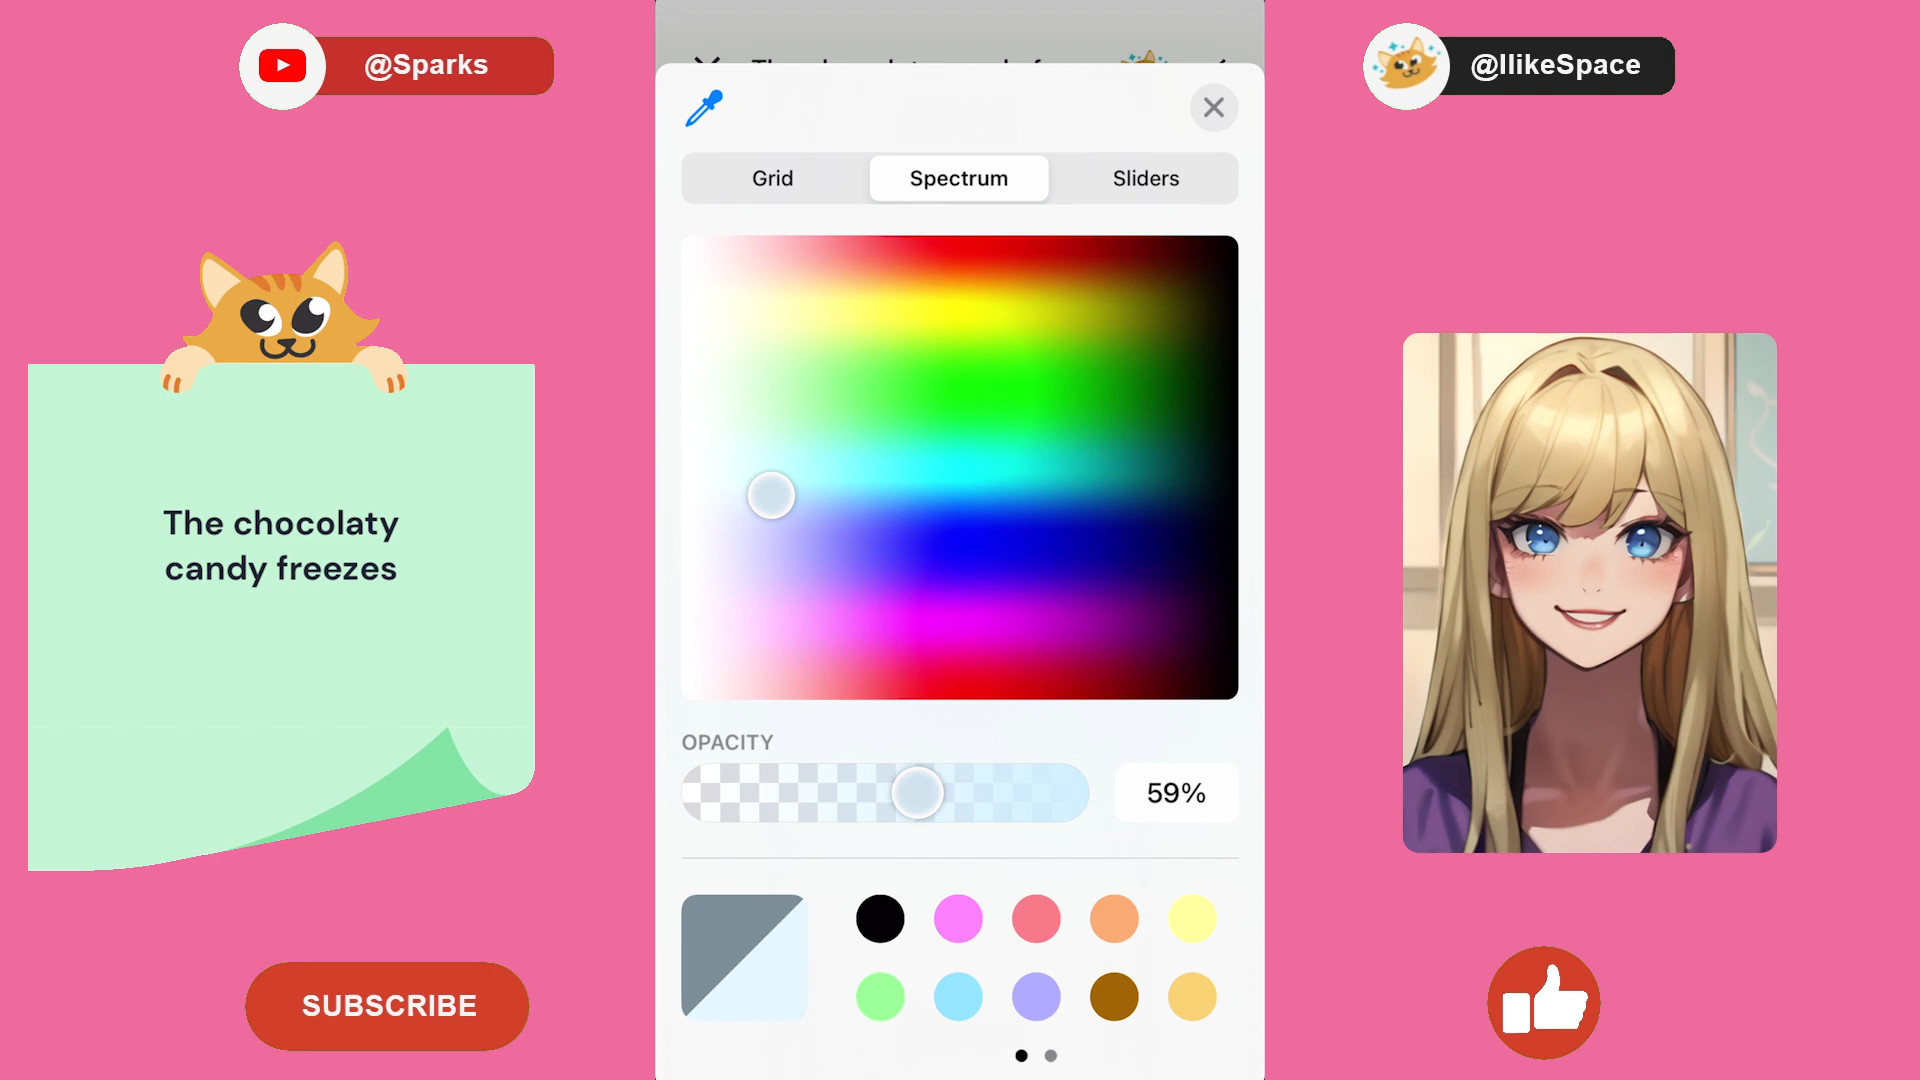 @Sparks
@IlikeSpace
Grid
Spectrum
Sliders
The chocolaty
candy freezes
OPACITY
59%
SUBSCRIBE